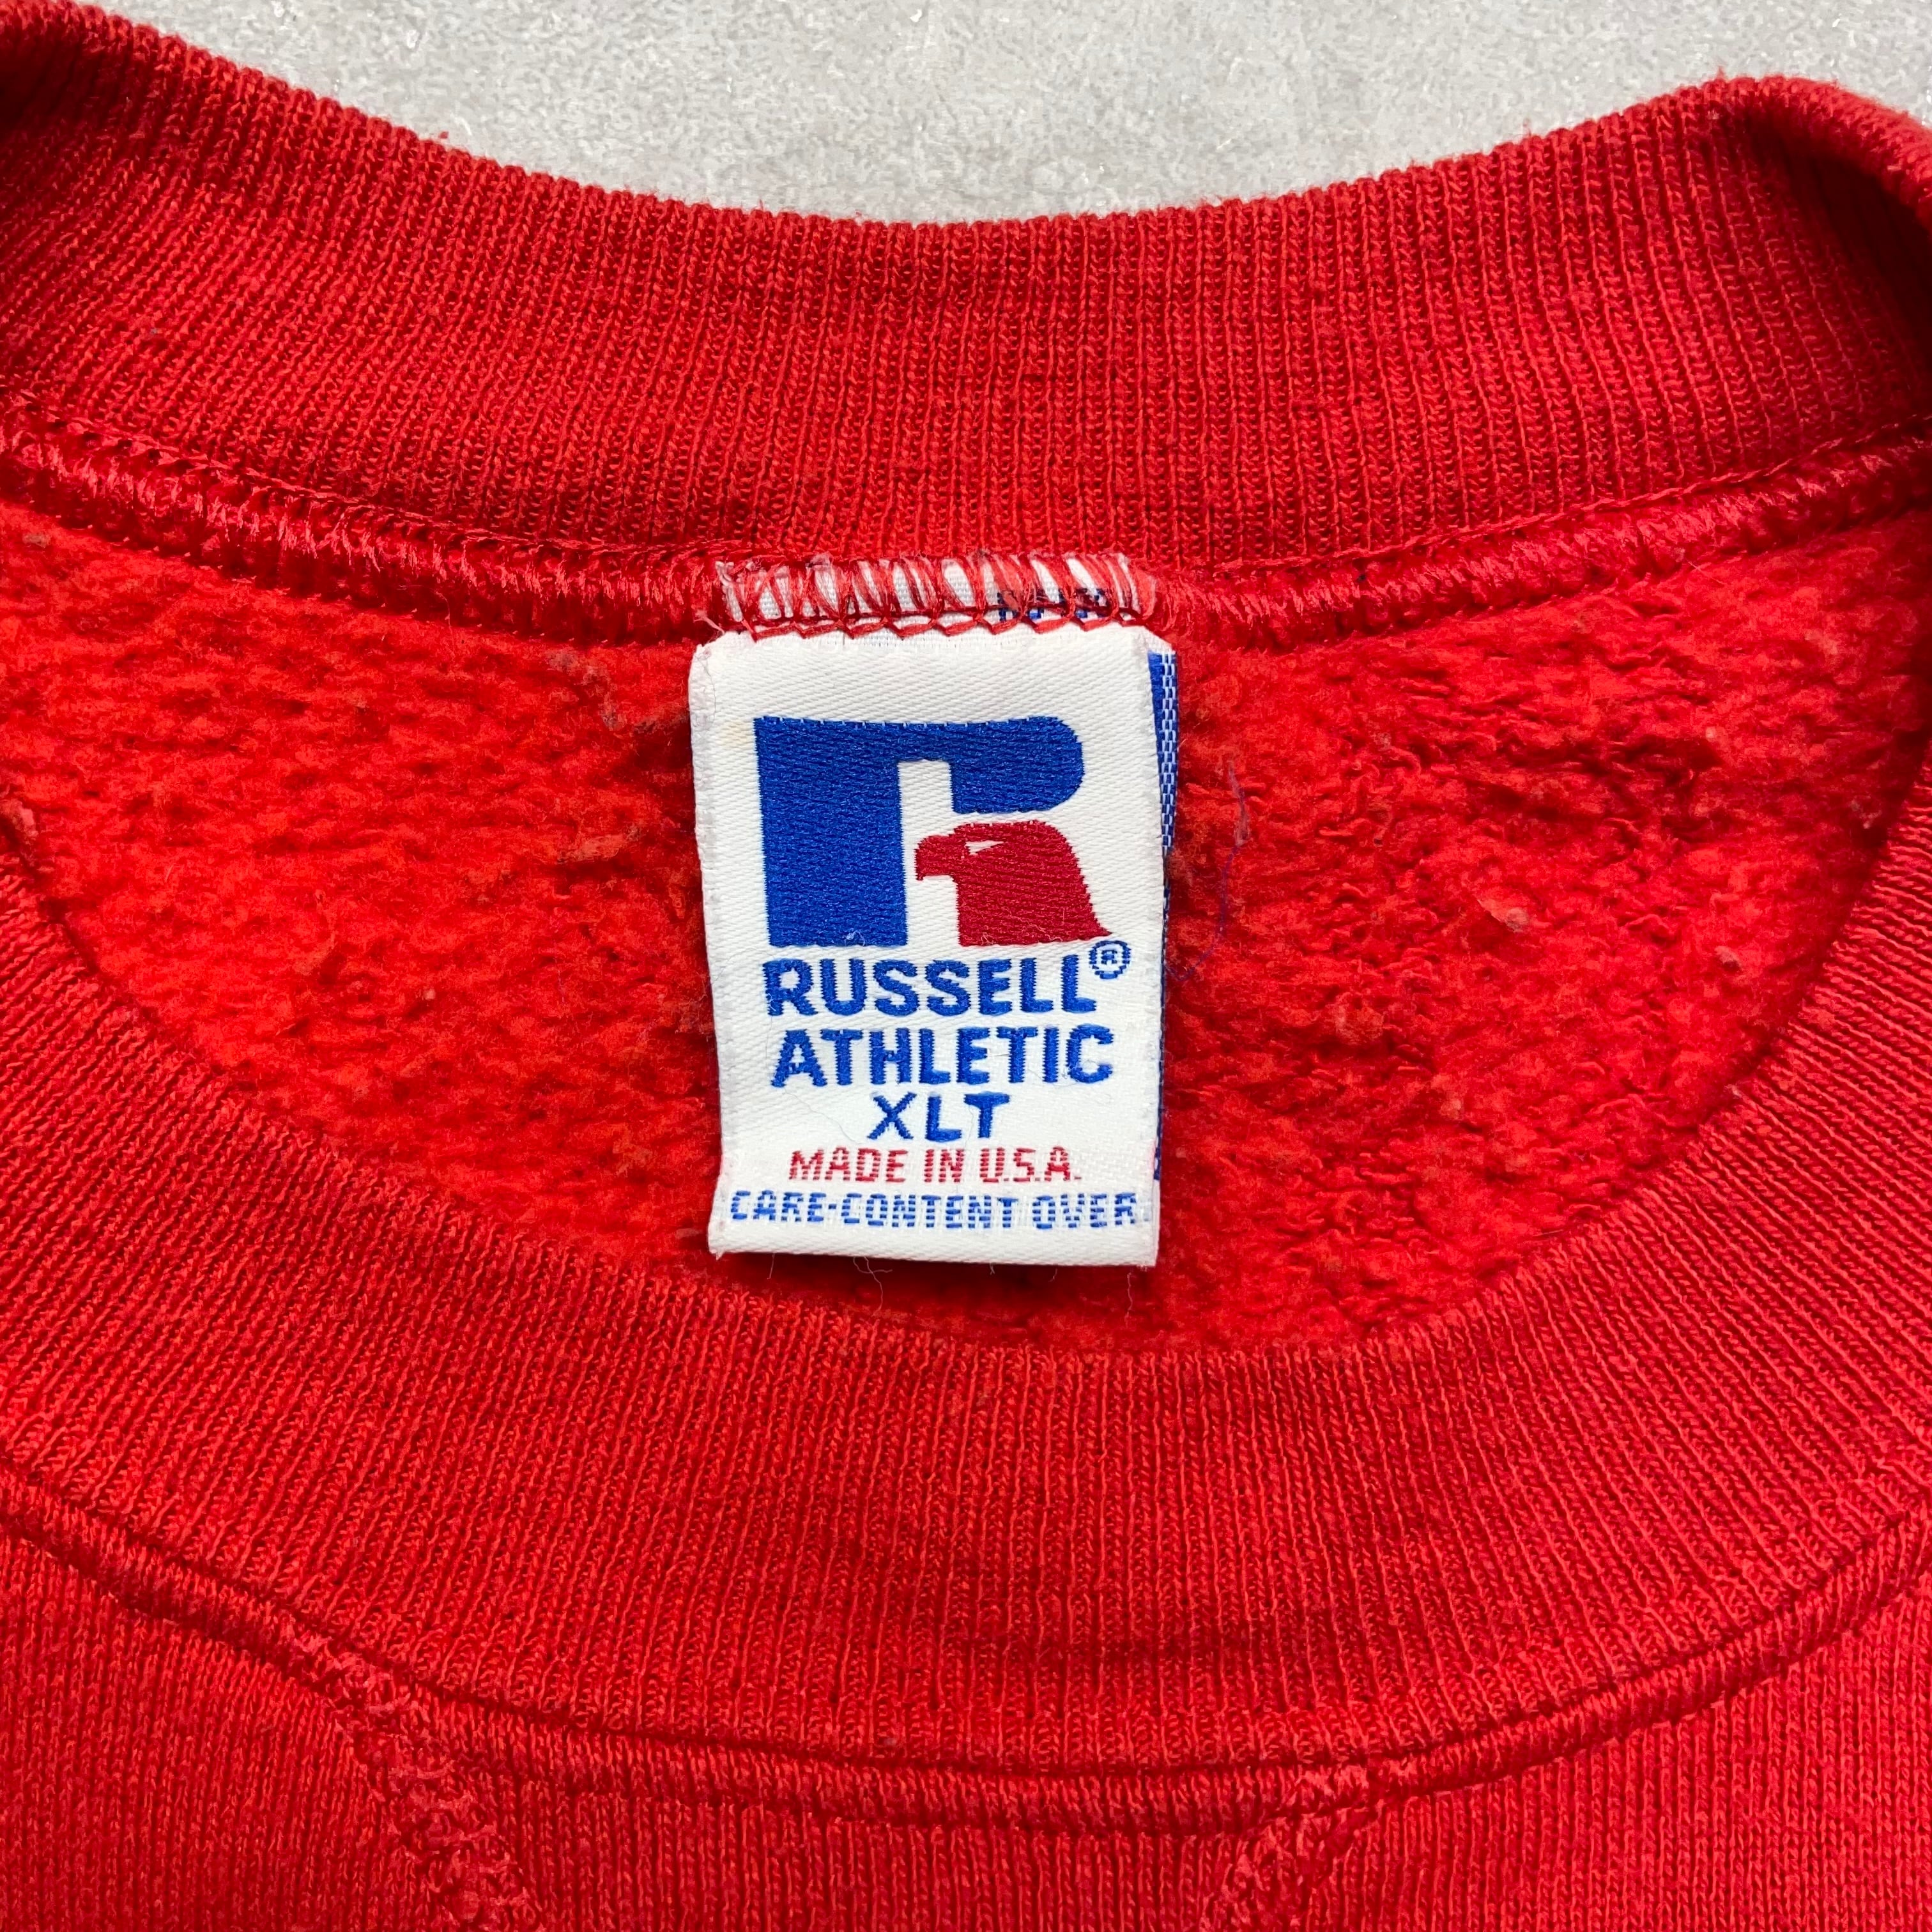 RUSSELL®
ATHLETIC
XLT
MADE IN U.S.A.
CARE-CONTENT OVER